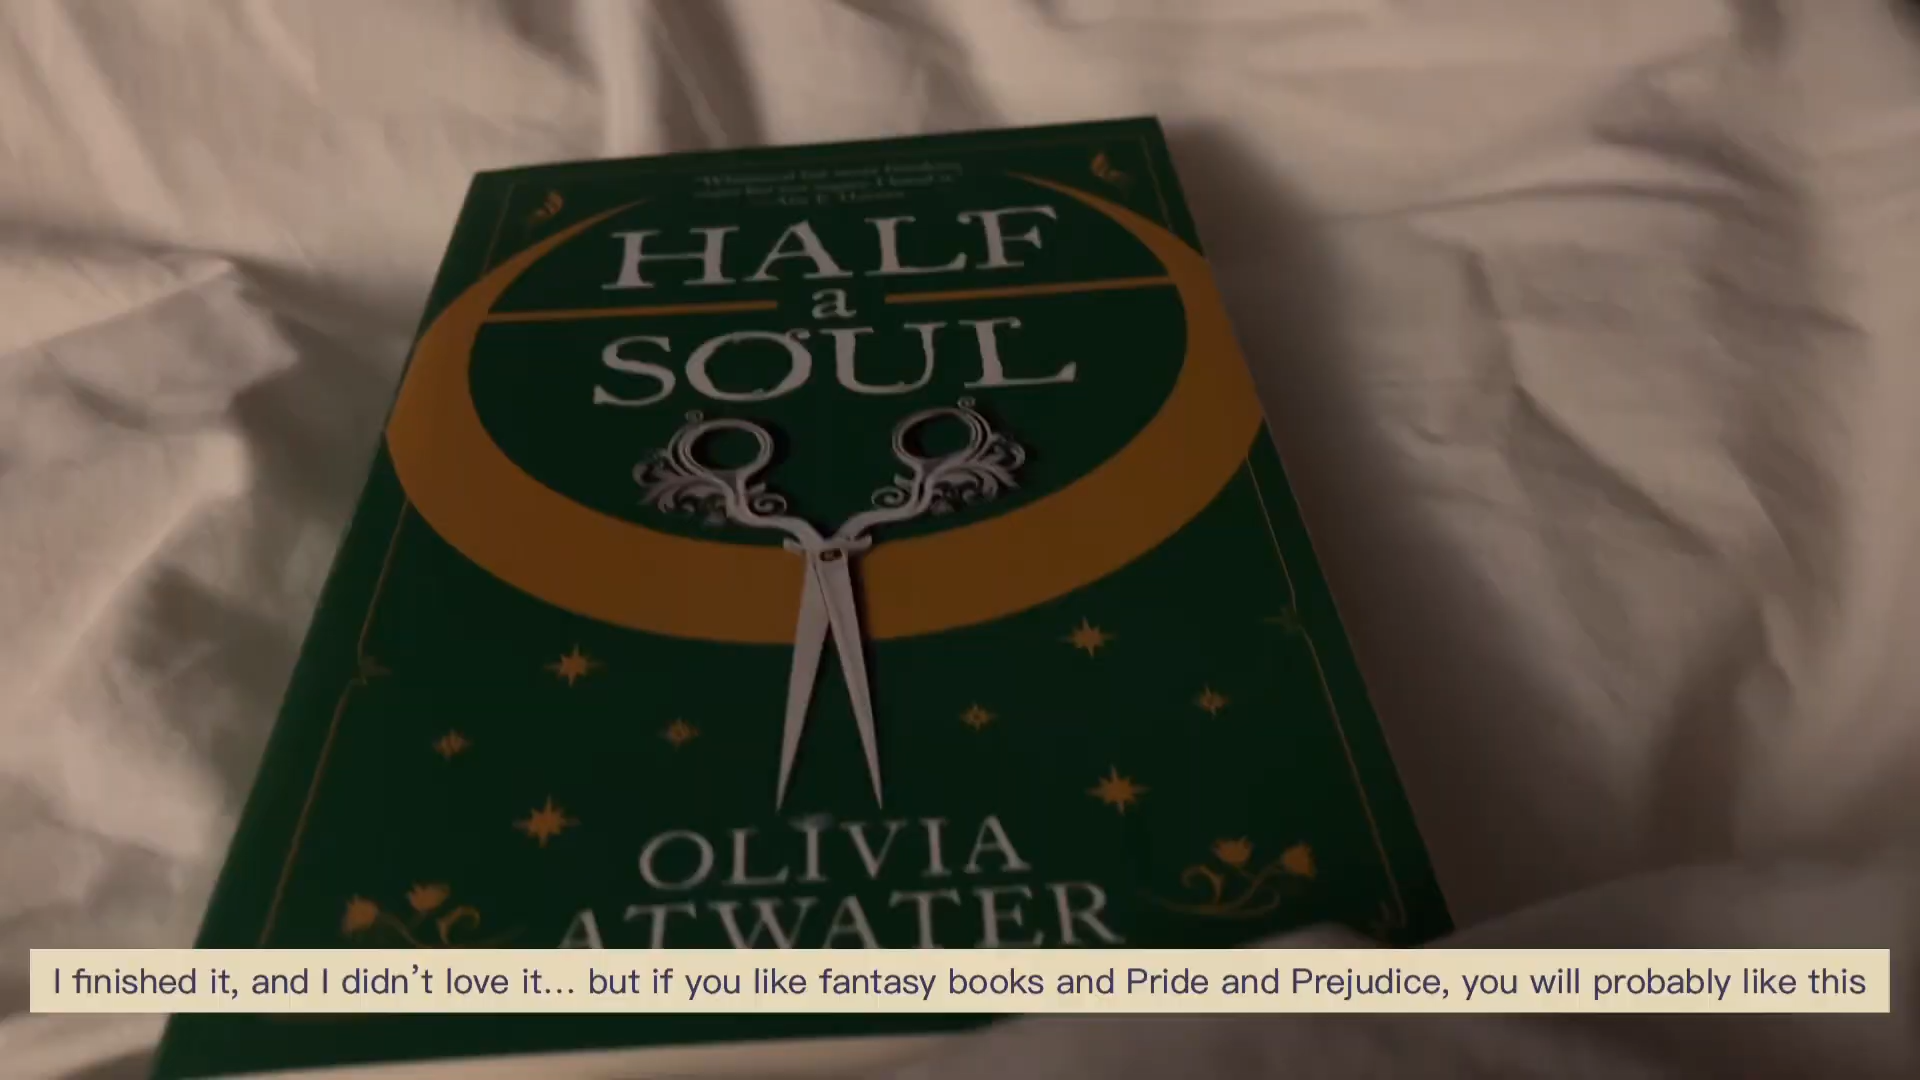 "Whimsical
HALF
a
SOUL
OLIVIA
ATWATER
I finished it, and I didn’t love it... but if you like fantasy books and Pride and Prejudice, you will probably like this